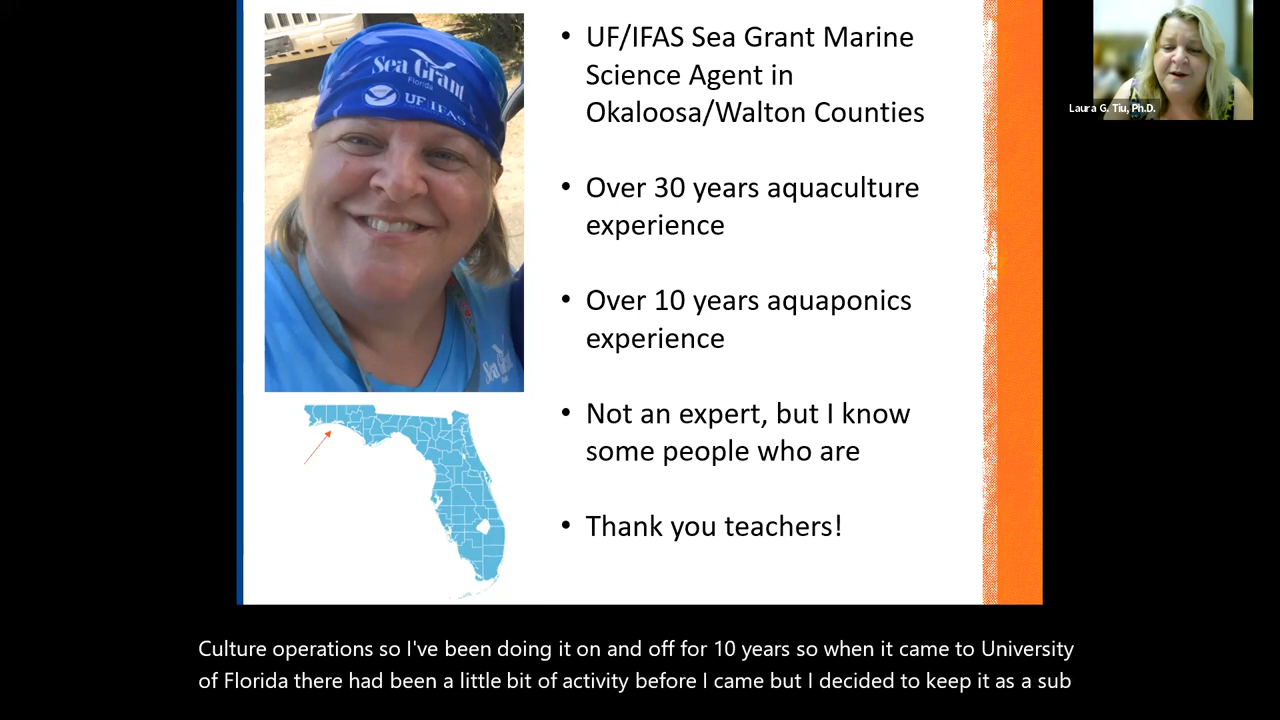 Sea Grant
Florida
UF/IFAS
• UF/IFAS Sea Grant Marine
Science Agent in
Okaloosa/Walton Counties
• Over 30 years aquaculture
experience
• Over 10 years aquaponics
experience
• Not an expert, but I know
some people who are
• Thank you teachers!
Sea Grant
Laura G. Tiu, Ph.D.
Culture operations so I've been doing it on and off for 10 years so when it came to University
of Florida there had been a little bit of activity before I came but I decided to keep it as a sub